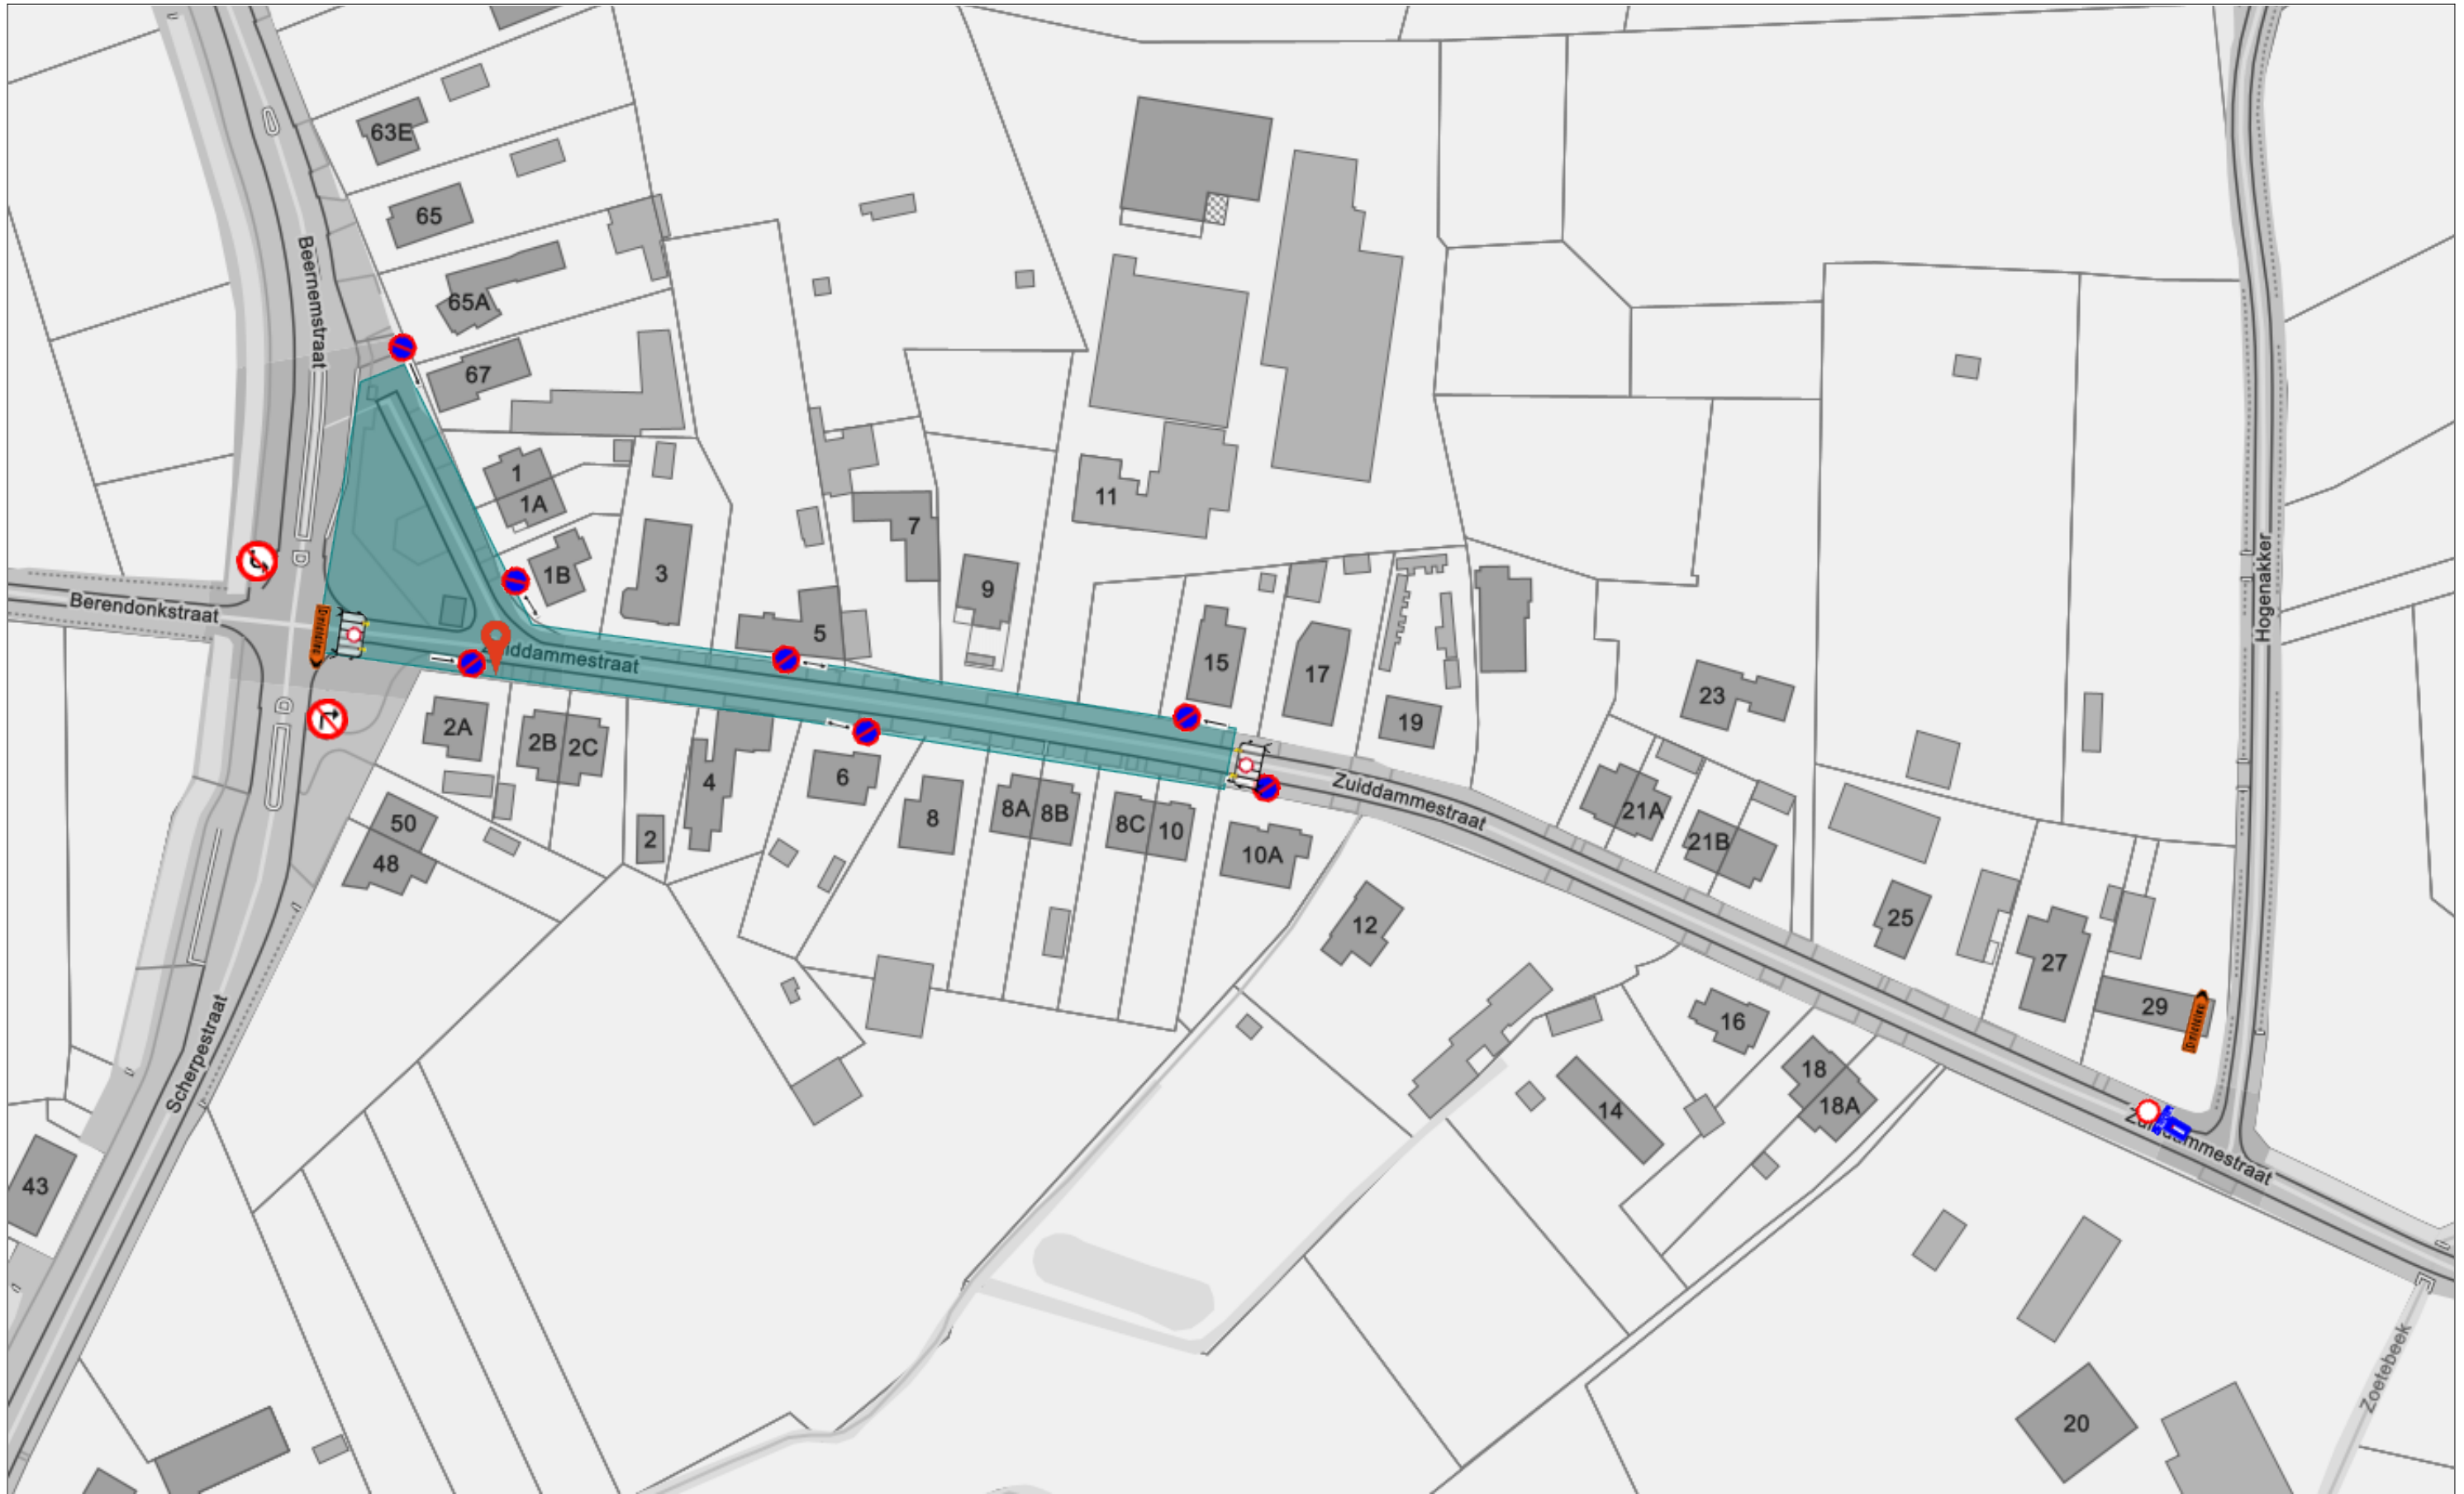 63E
65
Beernemstraat
65A
67
1
1A
11
7
Hogenakker
1B
3
9
Berendonkstraat
5
Zuiddammestraat
15
17
23
19
2A
2B
2C
6
4
Zuiddammestraat
21A
8
8A
8B
8C
10
50
2
21B
48
10A
25
12
27
29
Scherpestraat
16
18
14
18A
Zuiddammestraat
43
Zoetebeek
20